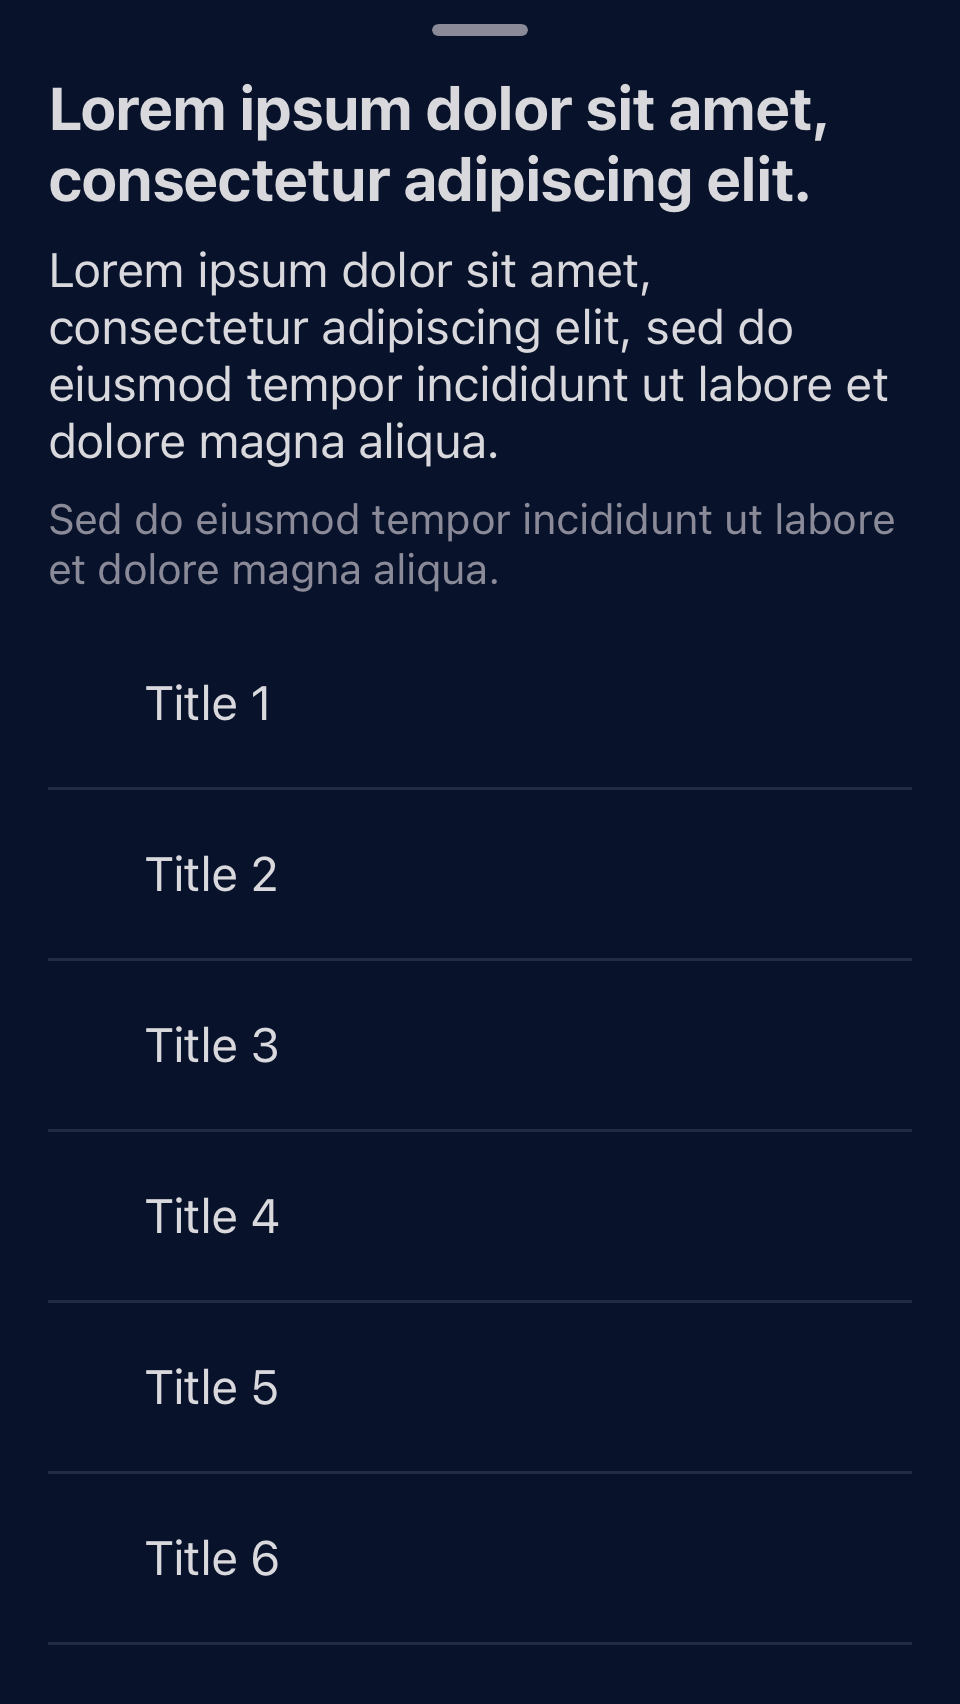 Lorem ipsum dolor sit amet,
consectetur adipiscing elit.
Lorem ipsum dolor sit amet,
consectetur adipiscing elit, sed do
eiusmod tempor incididunt ut labore et
dolore magna aliqua.
Sed do eiusmod tempor incididunt ut labore
et dolore magna aliqua.
Title 1
Title 2
Title 3
Title 4
Title 5
Title 6